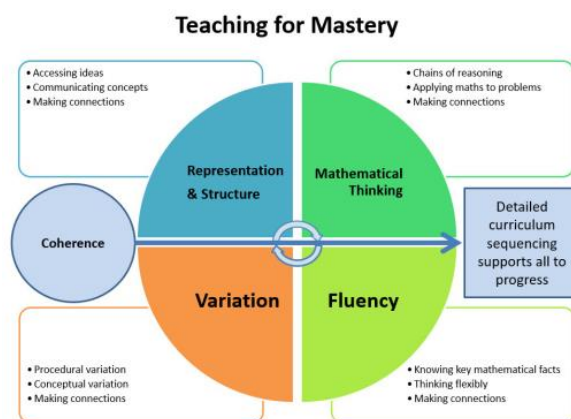 Teaching for Mastery
• Accessing ideas
• Communicating concepts
• Making connections
• Chains of reasoning
• Applying maths to problems
• Making connections
Representation
& Structure
Mathematical
Thinking
Coherence
Detailed
curriculum
sequencing
supports all to
progress
Variation
Fluency
• Procedural variation
• Conceptual variation
• Making connections
• Knowing key mathematical facts
• Thinking flexibly
• Making connections